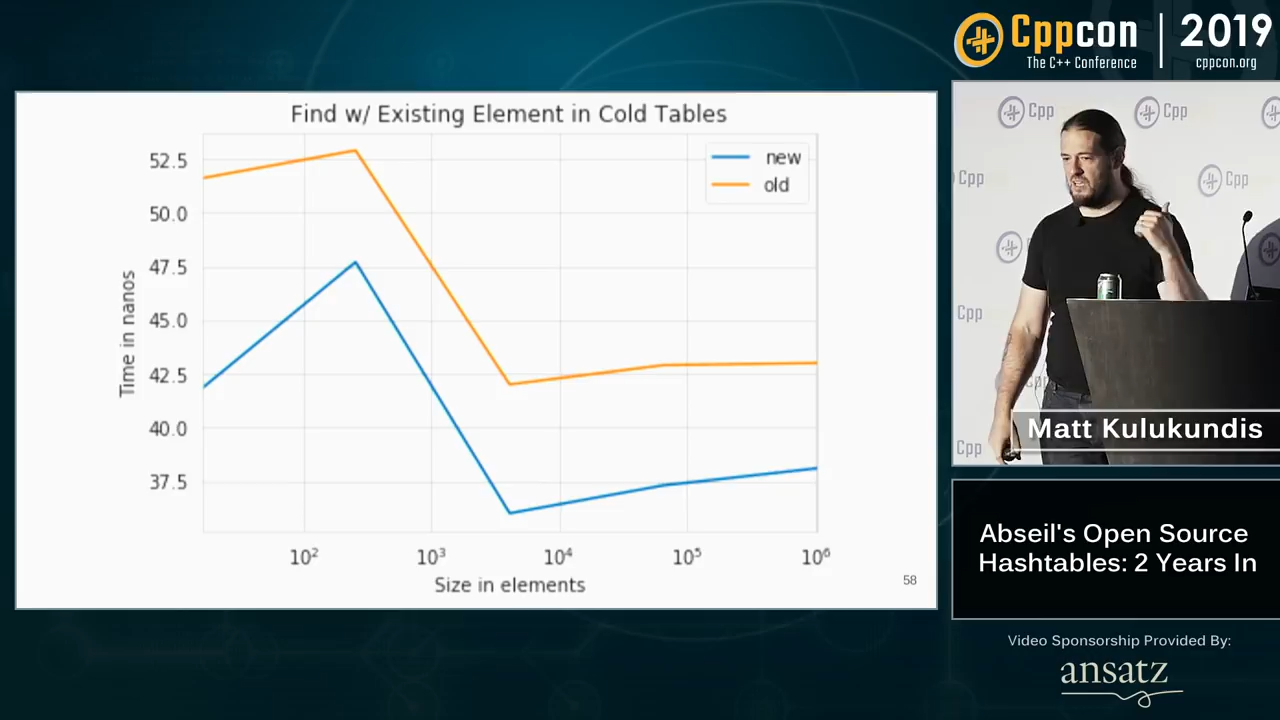 Cppcon
The C++ Conference
2019
cppcon.org
Find w/ Existing Element in Cold Tables
new
old
Time in nanos
52.5
50.0
47.5
45.0
42.5
40.0
37.5
10²
10³
10⁴
10⁵
10⁶
Size in elements
58
Cpp
Cpp
Cpp
Cpp
Cpp
Cpp
Matt Kulukundis
Abseil's Open Source
Hashtables: 2 Years In
Video Sponsorship Provided By:
ansatz